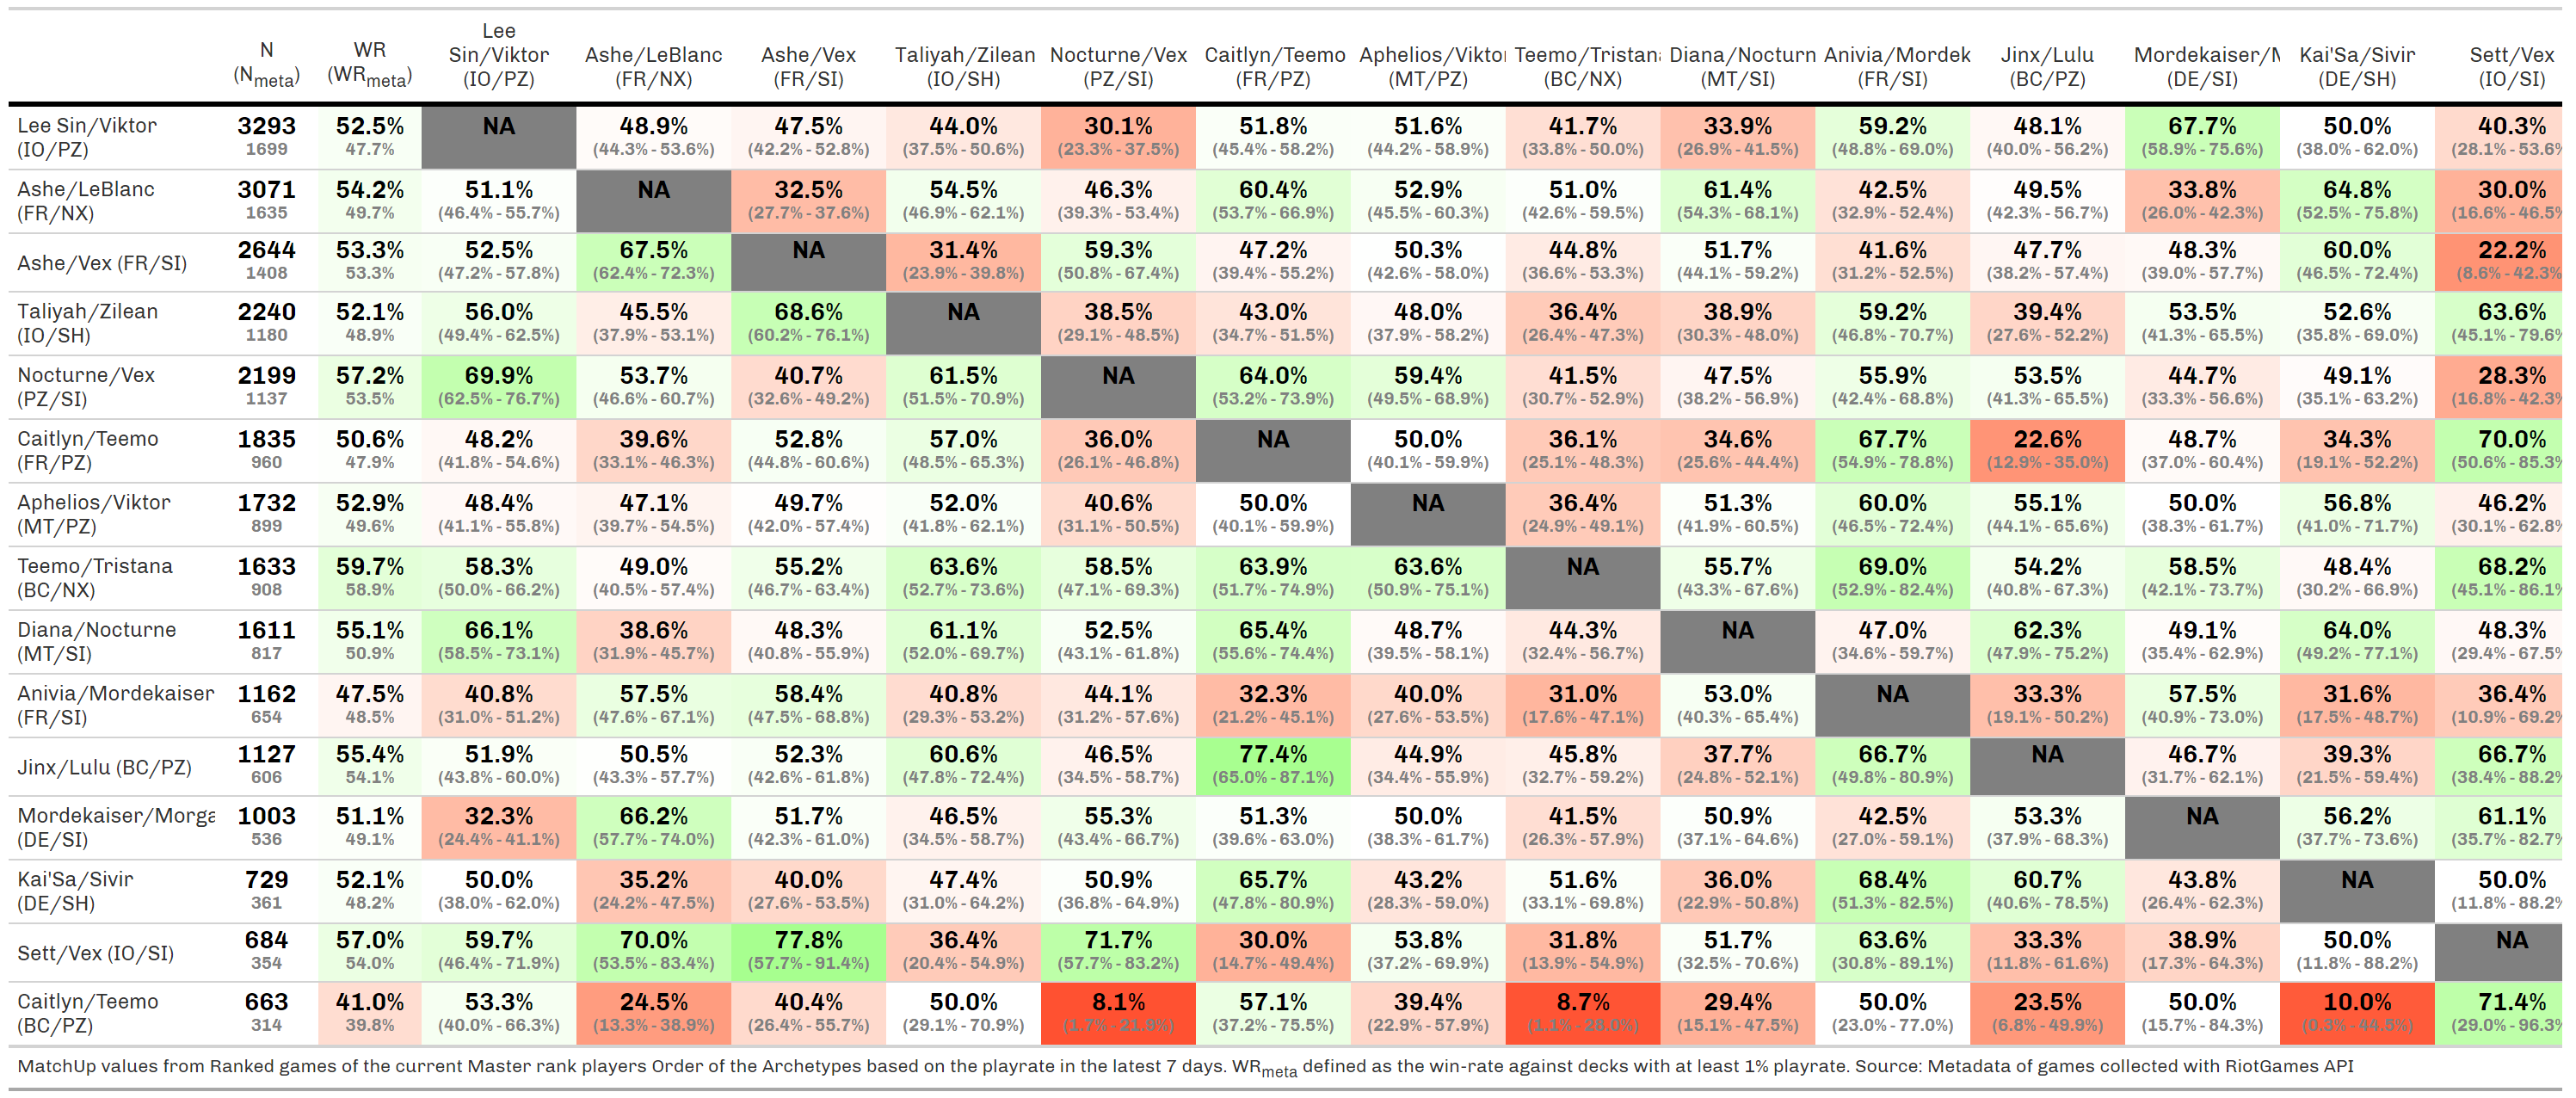 N (Nmeta) WR (WRmeta) Lee Sin/Viktor (IO/PZ) Ashe/LeBlanc (FR/NX) Ashe/Vex (FR/SI) Taliyah/Zilean (IO/SH) Nocturne/Vex (PZ/SI) Caitlyn/Teemo (FR/PZ) Aphelios/Viktor (MT/PZ) Teemo/Tristana (BC/NX) Diana/Nocturn (MT/SI) Anivia/Mordek (FR/SI) Jinx/Lulu (BC/PZ) Mordekaiser/M (DE/SI) Kai'Sa/Sivir (DE/SH) Sett/Vex (IO/SI)
Lee Sin/Viktor 3293 52.5% NA 48.9% 47.5% 44.0% 30.1% 51.8% 51.6% 41.7% 33.9% 59.2% 48.1% 67.7% 50.0% 40.3%
(IO/PZ) 1699 47.7% (44.3% - 53.6%) (42.2% - 52.8%) (37.5% - 50.6%) (23.3% - 37.5%) (45.4% - 58.2%) (44.2% - 58.9%) (33.8% - 50.0%) (26.9% - 41.5%) (48.8% - 69.0%) (40.0% - 56.2%) (58.9% - 75.6%) (38.0% - 62.0%) (28.1% - 53.6%
Ashe/LeBlanc 3071 54.2% 51.1% NA 32.5% 54.5% 46.3% 60.4% 52.9% 51.0% 61.4% 42.5% 49.5% 33.8% 64.8% 30.0%
(FR/NX) 1635 49.7% (46.4% - 55.7%) (27.7% - 37.6%) (46.9% - 62.1%) (39.3% - 53.4%) (53.7% - 66.9%) (45.5% - 60.3%) (42.6% - 59.5%) (54.3% - 68.1%) (32.9% - 52.4%) (42.3% - 56.7%) (26.0% - 42.3%) (52.5% - 75.8%) (16.6% - 46.5%
Ashe/Vex (FR/SI) 2644 53.3% 52.5% 67.5% NA 31.4% 59.3% 47.2% 50.3% 44.8% 51.7% 41.6% 47.7% 48.3% 60.0% 22.2%
1408 53.3% (47.2% - 57.8%) (62.4% - 72.3%) (23.9% - 39.8%) (50.8% - 67.4%) (39.4% - 55.2%) (42.6% - 58.0%) (36.6% - 53.3%) (44.1% - 59.2%) (31.2% - 52.5%) (38.2% - 57.4%) (39.0% - 57.7%) (46.5% - 72.4%) (8.6% - 42.3%
Taliyah/Zilean 2240 52.1% 56.0% 45.5% 68.6% NA 38.5% 43.0% 48.0% 36.4% 38.9% 59.2% 39.4% 53.5% 52.6% 63.6%
(IO/SH) 1180 48.9% (49.4% - 62.5%) (37.9% - 53.1%) (60.2% - 76.1%) (29.1% - 48.5%) (34.7% - 51.5%) (37.9% - 58.2%) (26.4% - 47.3%) (30.3% - 48.0%) (46.8% - 70.7%) (27.6% - 52.2%) (41.3% - 65.5%) (35.8% - 69.0%) (45.1% - 79.6%
Nocturne/Vex 2199 57.2% 69.9% 53.7% 40.7% 61.5% NA 64.0% 59.4% 41.5% 47.5% 55.9% 53.5% 44.7% 49.1% 28.3%
(PZ/SI) 1137 53.5% (62.5% - 76.7%) (46.6% - 60.7%) (32.6% - 49.2%) (51.5% - 70.9%) (53.2% - 73.9%) (49.5% - 68.9%) (30.7% - 52.9%) (38.2% - 56.9%) (42.4% - 68.8%) (41.3% - 65.5%) (33.3% - 56.6%) (35.1% - 63.2%) (16.8% - 42.3%
Caitlyn/Teemo 1835 50.6% 48.2% 39.6% 52.8% 57.0% 36.0% NA 50.0% 36.1% 34.6% 67.7% 22.6% 48.7% 34.3% 70.0%
(FR/PZ) 960 47.9% (41.8% - 54.6%) (33.1% - 46.3%) (44.8% - 60.6%) (48.5% - 65.3%) (26.1% - 46.8%) (40.1% - 59.9%) (25.1% - 48.3%) (25.6% - 44.4%) (54.9% - 78.8%) (12.9% - 35.0%) (37.0% - 60.4%) (19.1% - 52.2%) (50.6% - 85.3%
Aphelios/Viktor 1732 52.9% 48.4% 47.1% 49.7% 52.0% 40.6% 50.0% NA 36.4% 51.3% 60.0% 55.1% 50.0% 56.8% 46.2%
(MT/PZ) 899 49.6% (41.1% - 55.8%) (39.7% - 54.5%) (42.0% - 57.4%) (41.8% - 62.1%) (31.1% - 50.5%) (40.1% - 59.9%) (24.9% - 49.1%) (41.9% - 60.5%) (46.5% - 72.4%) (44.1% - 65.6%) (38.3% - 61.7%) (41.0% - 71.7%) (30.1% - 62.8%
Teemo/Tristana 1633 59.7% 58.3% 49.0% 55.2% 63.6% 58.5% 63.9% 63.6% NA 55.7% 69.0% 54.2% 58.5% 48.4% 68.2%
(BC/NX) 908 58.9% (50.0% - 66.2%) (40.5% - 57.4%) (46.7% - 63.4%) (52.7% - 73.6%) (47.1% - 69.3%) (51.7% - 74.9%) (50.9% - 75.1%) (43.3% - 67.6%) (52.9% - 82.4%) (40.8% - 67.3%) (42.1% - 73.7%) (30.2% - 66.9%) (45.1% - 86.1%
Diana/Nocturne 1611 55.1% 66.1% 38.6% 48.3% 61.1% 52.5% 65.4% 48.7% 44.3% NA 47.0% 62.3% 49.1% 64.0% 48.3%
(MT/SI) 817 50.9% (58.5% - 73.1%) (31.9% - 45.7%) (40.8% - 55.9%) (52.0% - 69.7%) (43.1% - 61.8%) (55.6% - 74.4%) (39.5% - 58.1%) (32.4% - 56.7%) (34.6% - 59.7%) (47.9% - 75.2%) (35.4% - 62.9%) (49.2% - 77.1%) (29.4% - 67.5%
Anivia/Mordekaiser 1162 47.5% 40.8% 57.5% 58.4% 40.8% 44.1% 32.3% 40.0% 31.0% 53.0% NA 33.3% 57.5% 31.6% 36.4%
(FR/SI) 654 48.5% (31.0% - 51.2%) (47.6% - 67.1%) (47.5% - 68.8%) (29.3% - 53.2%) (31.2% - 57.6%) (21.2% - 45.1%) (27.6% - 53.5%) (17.6% - 47.1%) (40.3% - 65.4%) (19.1% - 50.2%) (40.9% - 73.0%) (17.5% - 48.7%) (10.9% - 69.2%
Jinx/Lulu (BC/PZ) 1127 55.4% 51.9% 50.5% 52.3% 60.6% 46.5% 77.4% 44.9% 45.8% 37.7% 66.7% NA 46.7% 39.3% 66.7%
606 54.1% (43.8% - 60.0%) (43.3% - 57.7%) (42.6% - 61.8%) (47.8% - 72.4%) (34.5% - 58.7%) (65.0% - 87.1%) (34.4% - 55.9%) (32.7% - 59.2%) (24.8% - 52.1%) (49.8% - 80.9%) (31.7% - 62.1%) (21.5% - 59.4%) (38.4% - 88.2%
Mordekaiser/Morga 1003 51.1% 32.3% 66.2% 51.7% 46.5% 55.3% 51.3% 50.0% 41.5% 50.9% 42.5% 53.3% NA 56.2% 61.1%
(DE/SI) 536 49.1% (24.4% - 41.1%) (57.7% - 74.0%) (42.3% - 61.0%) (34.5% - 58.7%) (43.4% - 66.7%) (39.6% - 63.0%) (38.3% - 61.7%) (26.3% - 57.9%) (37.1% - 64.6%) (27.0% - 59.1%) (37.9% - 68.3%) (37.7% - 73.6%) (35.7% - 82.7%
Kai'Sa/Sivir 729 52.1% 50.0% 35.2% 40.0% 47.4% 50.9% 65.7% 43.2% 51.6% 36.0% 68.4% 60.7% 43.8% NA 50.0%
(DE/SH) 361 48.2% (38.0% - 62.0%) (24.2% - 47.5%) (27.6% - 53.5%) (31.0% - 64.2%) (36.8% - 64.9%) (47.8% - 80.9%) (28.3% - 59.0%) (33.1% - 69.8%) (22.9% - 50.8%) (51.3% - 82.5%) (40.6% - 78.5%) (26.4% - 62.3%) (11.8% - 88.2%
Sett/Vex (IO/SI) 684 57.0% 59.7% 70.0% 77.8% 36.4% 71.7% 30.0% 53.8% 31.8% 51.7% 63.6% 33.3% 38.9% 50.0% NA
354 54.0% (46.4% - 71.9%) (53.5% - 83.4%) (57.7% - 91.4%) (20.4% - 54.9%) (57.7% - 83.2%) (14.7% - 49.4%) (37.2% - 69.9%) (13.9% - 54.9%) (32.5% - 70.6%) (30.8% - 89.1%) (11.8% - 61.6%) (17.3% - 64.3%) (11.8% - 88.2%)
Caitlyn/Teemo 663 41.0% 53.3% 24.5% 40.4% 50.0% 8.1% 57.1% 39.4% 8.7% 29.4% 50.0% 23.5% 50.0% 10.0% 71.4%
(BC/PZ) 314 39.8% (40.0% - 66.3%) (13.3% - 38.9%) (26.4% - 55.7%) (29.1% - 70.9%) (1.7% - 21.9%) (37.2% - 75.5%) (22.9% - 57.9%) (1.1% - 28.0%) (15.1% - 47.5%) (23.0% - 77.0%) (6.8% - 49.9%) (15.7% - 84.3%) (0.3% - 44.5%) (29.0% - 96.3%
MatchUp values from Ranked games of the current Master rank players Order of the Archetypes based on the playrate in the latest 7 days. WRmeta defined as the win-rate against decks with at least 1% playrate. Source: Metadata of games collected with RiotGames API